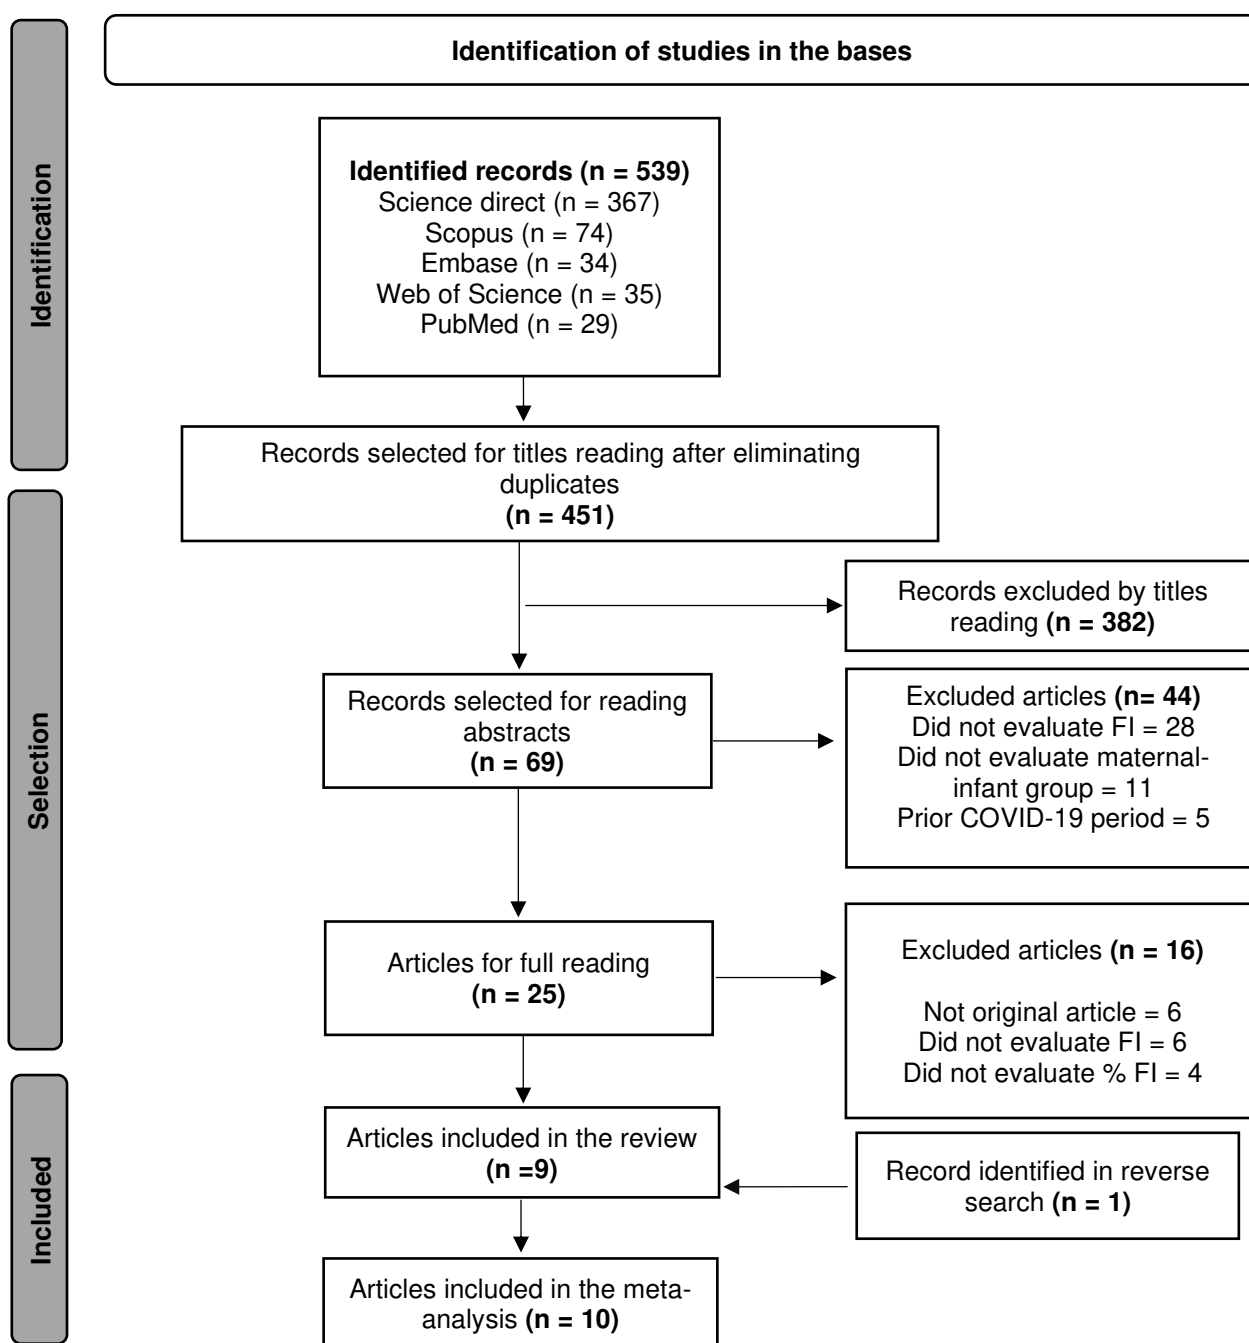 Identification of studies in the bases
Identification
Identified records (n = 539)
Science direct (n = 367)
Scopus (n = 74)
Embase (n = 34)
Web of Science (n = 35)
PubMed (n = 29)
Records selected for titles reading after eliminating
duplicates
(n = 451)
Selection
Records excluded by titles
reading (n = 382)
Records selected for reading
abstracts
(n = 69)
Excluded articles (n= 44)
Did not evaluate FI = 28
Did not evaluate maternal-
infant group = 11
Prior COVID-19 period = 5
Articles for full reading
(n = 25)
Excluded articles (n = 16)
Not original article = 6
Did not evaluate FI = 6
Did not evaluate % FI = 4
Included
Articles included in the review
(n =9)
Record identified in reverse
search (n = 1)
Articles included in the meta-
analysis (n = 10)